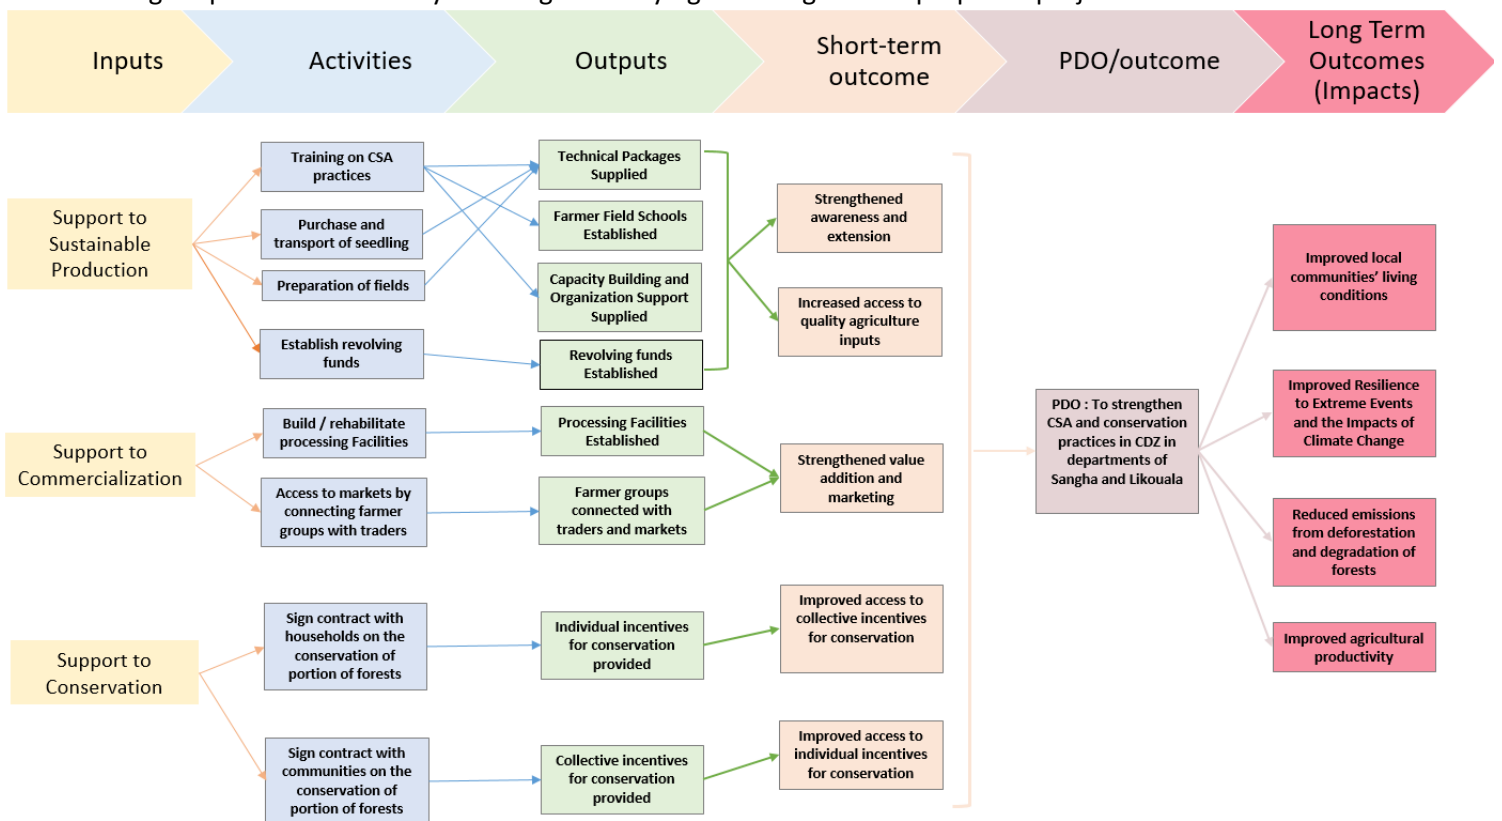 Inputs
Activities
Outputs
Short-term
outcome
PDO/outcome
Long Term
Outcomes
(Impacts)
Support to
Sustainable
Production
Training on CSA
practices
Purchase and
transport of seedling
Preparation of fields
Establish revolving
funds
Technical Packages
Supplied
Farmer Field Schools
Established
Capacity Building and
Organization Support
Supplied
Revolving funds
Established
Strengthened
awareness and
extension
Increased access to
quality agriculture
inputs
Support to
Commercialization
Build / rehabilitate
processing Facilities
Access to markets by
connecting farmer
groups with traders
Processing Facilities
Established
Farmer groups
connected with
traders and markets
Strengthened value
addition and
marketing
Support to
Conservation
Sign contract with
households on the
conservation of
portion of forests
Sign contract with
communities on the
conservation of
portion of forests
Individual incentives
for conservation
provided
Collective incentives
for conservation
provided
Improved access to
collective incentives
for conservation
Improved access to
individual incentives
for conservation
PDO : To strengthen
CSA and conservation
practices in CDZ in
departments of
Sangha and Likouala
Improved local
communities’ living
conditions
Improved Resilience
to Extreme Events
and the Impacts of
Climate Change
Reduced emissions
from deforestation
and degradation of
forests
Improved agricultural
productivity